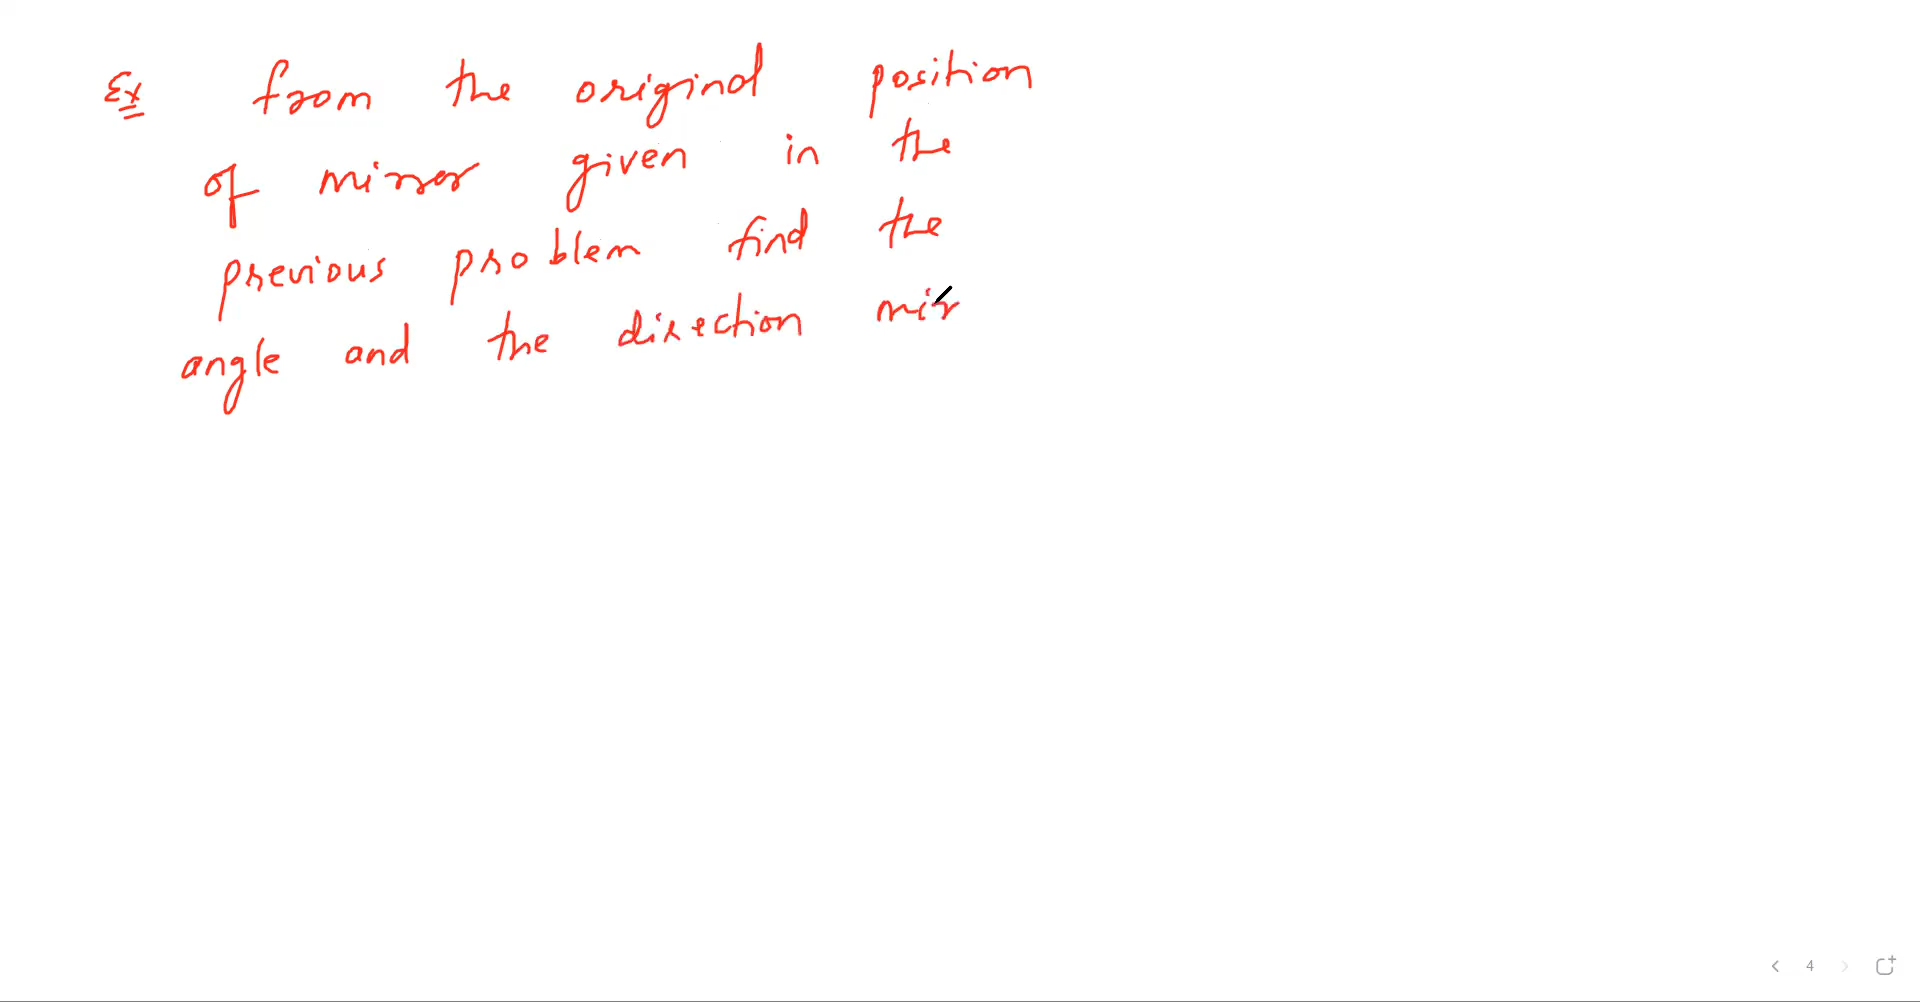 Ex from the original position
of mirror given in the
previous problem find the
angle and the direction mir
4